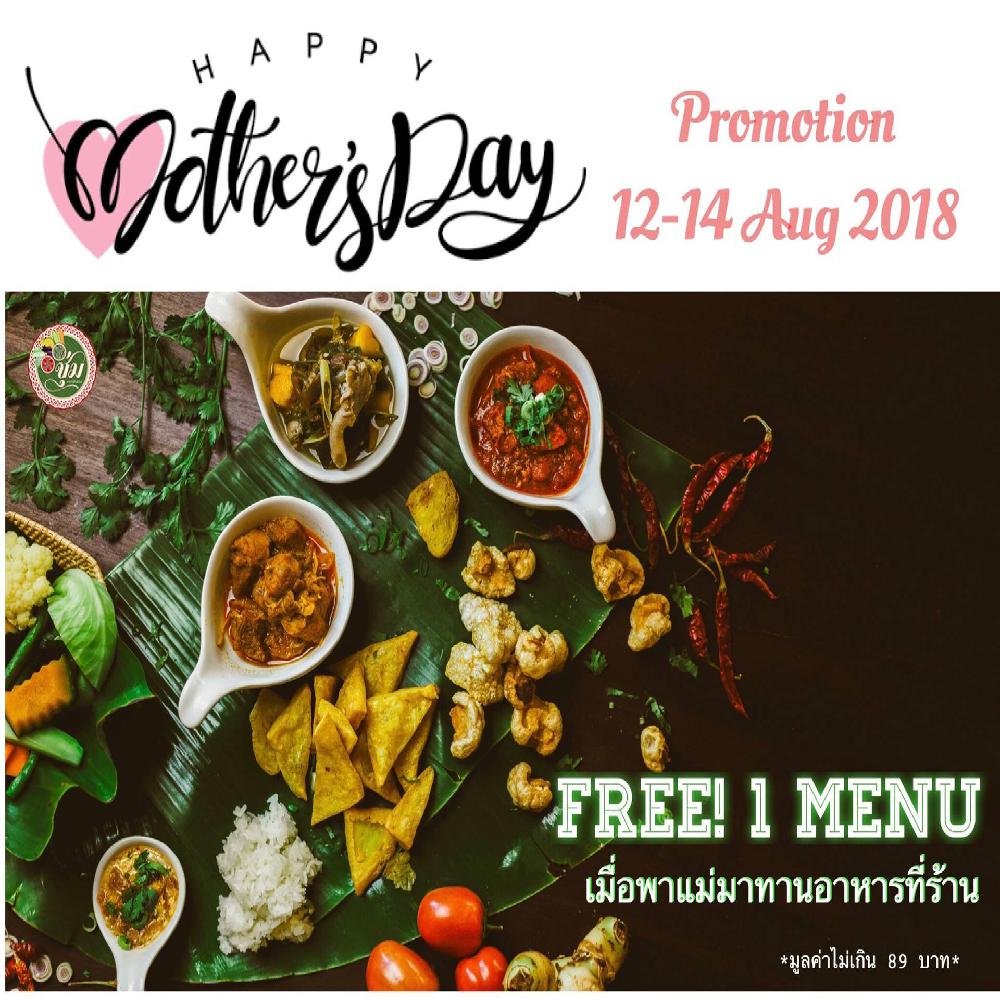 HAPPY
Mother's Day
Promotion
12-14 Aug 2018
ซุ้ม
FREE! 1 MENU
เมื่อพาแม่มาทานอาหารที่ร้าน
*มูลค่าไม่เกิน 89 บาท*